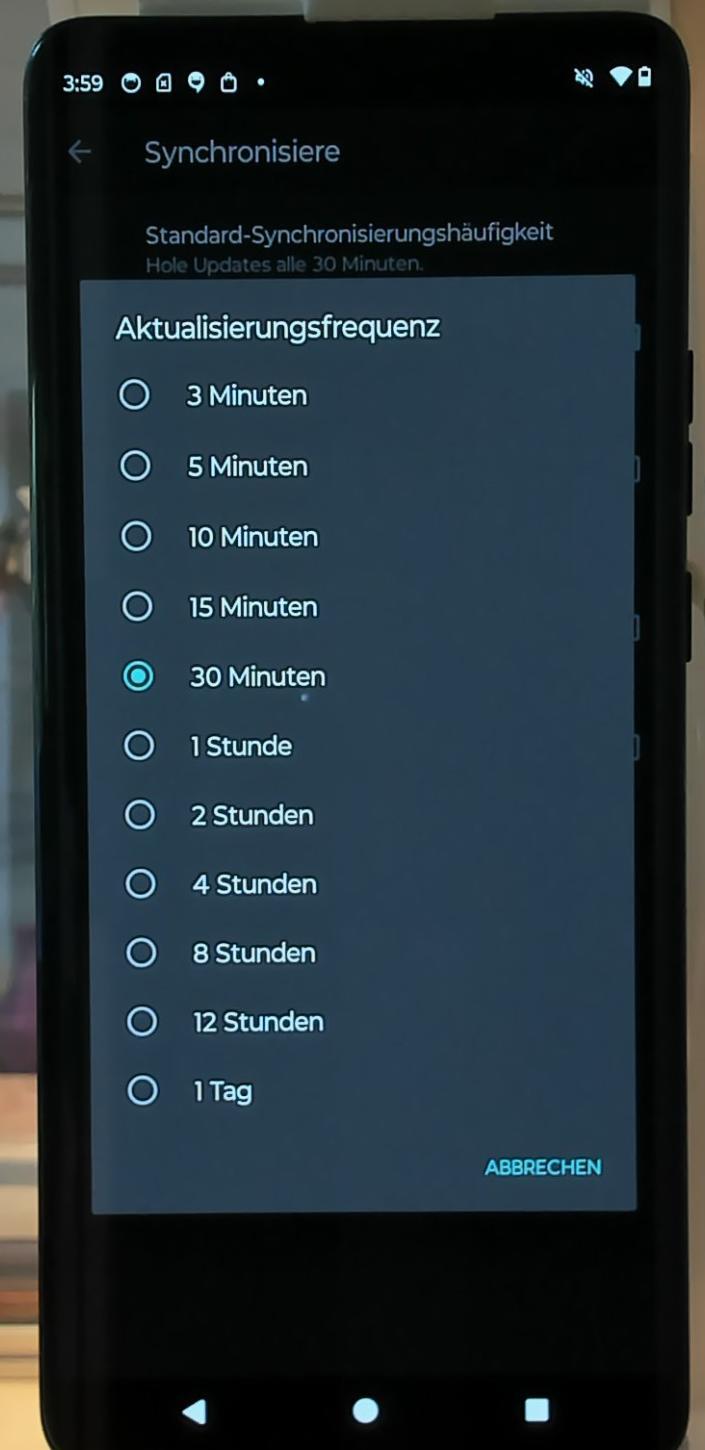 3:59
Synchronisiere
Standard-Synchronisierungshäufigkeit
Hole Updates alle 30 Minuten.
Aktualisierungsfrequenz
3 Minuten
5 Minuten
10 Minuten
15 Minuten
30 Minuten
1 Stunde
2 Stunden
4 Stunden
8 Stunden
12 Stunden
1 Tag
ABBRECHEN